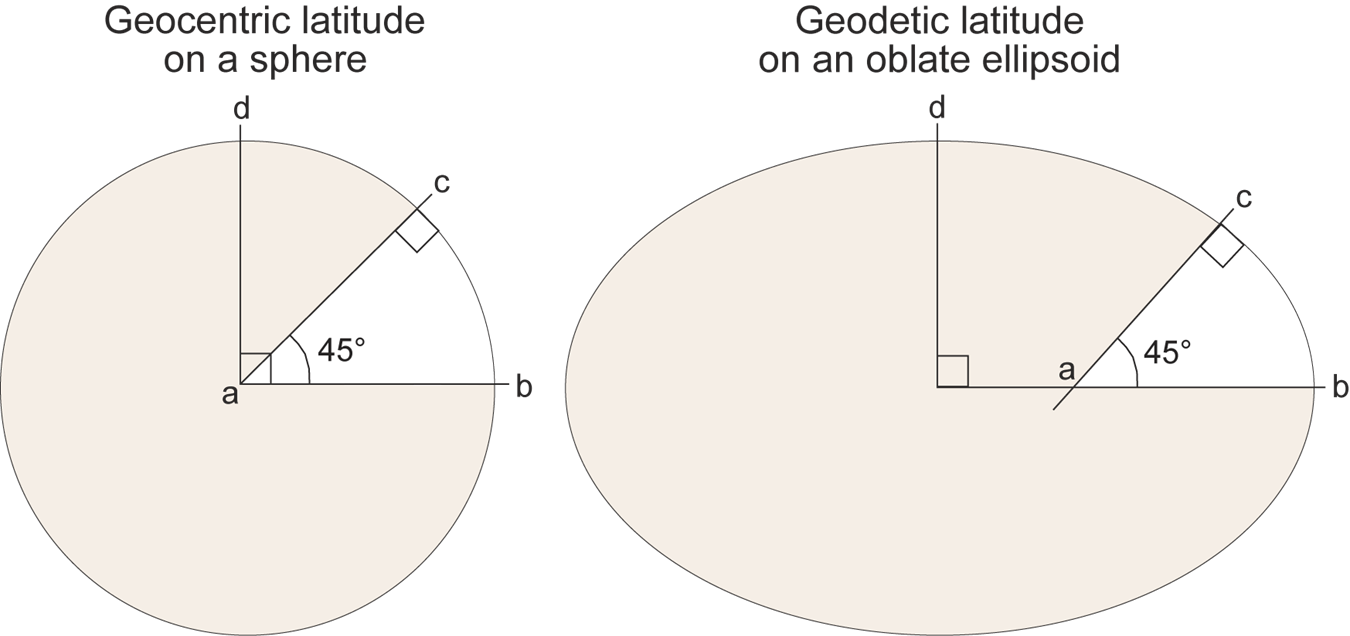 Geocentric latitude
on a sphere
d
c
45°
a
b
Geodetic latitude
on an oblate ellipsoid
d
c
a
45°
b